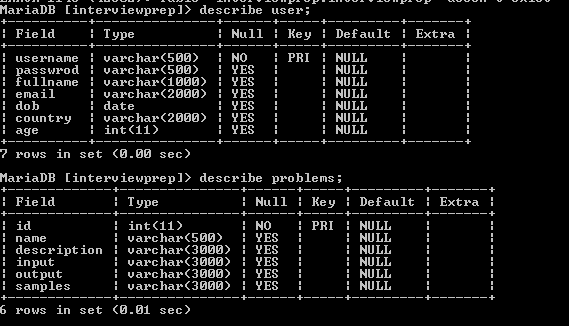 MariaDB [interviewprep]> describe user;
+----------+---------------+------+-----+---------+-------+
| Field | Type | Null | Key | Default | Extra |
+----------+---------------+------+-----+---------+-------+
| username | varchar(500) | NO | PRI | NULL | |
| passwrod | varchar(500) | YES | | NULL | |
| fullname | varchar(1000) | YES | | NULL | |
| email | varchar(2000) | YES | | NULL | |
| dob | date | YES | | NULL | |
| country | varchar(2000) | YES | | NULL | |
| age | int(11) | YES | | NULL | |
+----------+---------------+------+-----+---------+-------+
7 rows in set (0.00 sec)
MariaDB [interviewprep]> describe problems;
+-------------+---------------+------+-----+---------+-------+
| Field | Type | Null | Key | Default | Extra |
+-------------+---------------+------+-----+---------+-------+
| id | int(11) | NO | PRI | NULL | |
| name | varchar(500) | YES | | NULL | |
| description | varchar(3000) | YES | | NULL | |
| input | varchar(3000) | YES | | NULL | |
| output | varchar(3000) | YES | | NULL | |
| samples | varchar(3000) | YES | | NULL | |
+-------------+---------------+------+-----+---------+-------+
6 rows in set (0.01 sec)